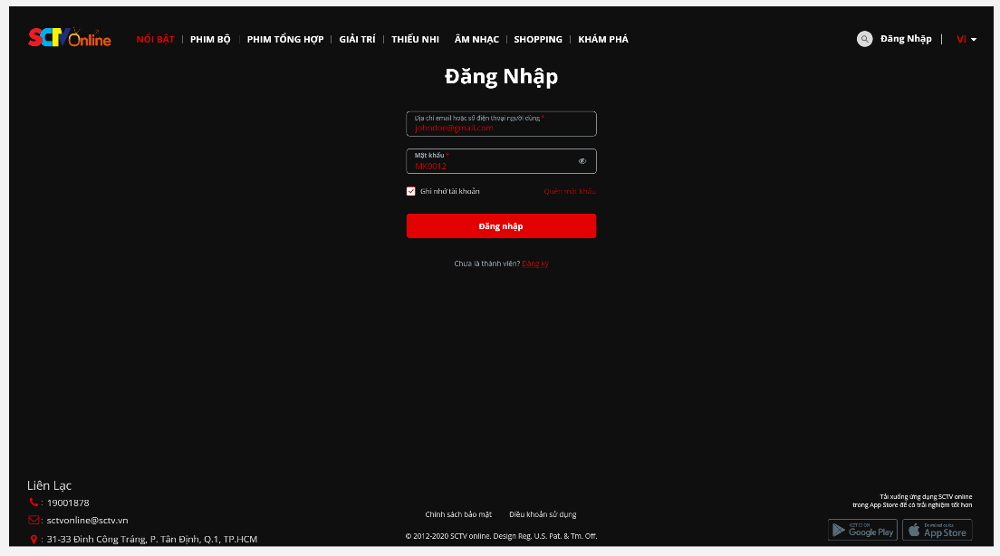 SCTV Online
NỔI BẬT PHIM BỘ PHIM TỔNG HỢP GIẢI TRÍ THIẾU NHI ÂM NHẠC SHOPPING KHÁM PHÁ Đăng Nhập Vi
Đăng Nhập
Địa chỉ email hoặc số điện thoại người dùng *
johndoe@gmail.com
Mật khẩu *
MK0012
Ghi nhớ tài khoản Quên mật khẩu
Đăng nhập
Chưa là thành viên? Đăng ký
Liên Lạc
: 19001878
: sctvonline@sctv.vn
: 31-33 Đinh Công Tráng, P. Tân Định, Q.1, TP.HCM
Chính sách bảo mật Điều khoản sử dụng
© 2012-2020 SCTV online. Design Reg. U.S. Pat. & Tm. Off.
Tải xuống ứng dụng SCTV online
trong App Store để có trải nghiệm tốt hơn
GET IT ON
Google Play
Download on the
App Store